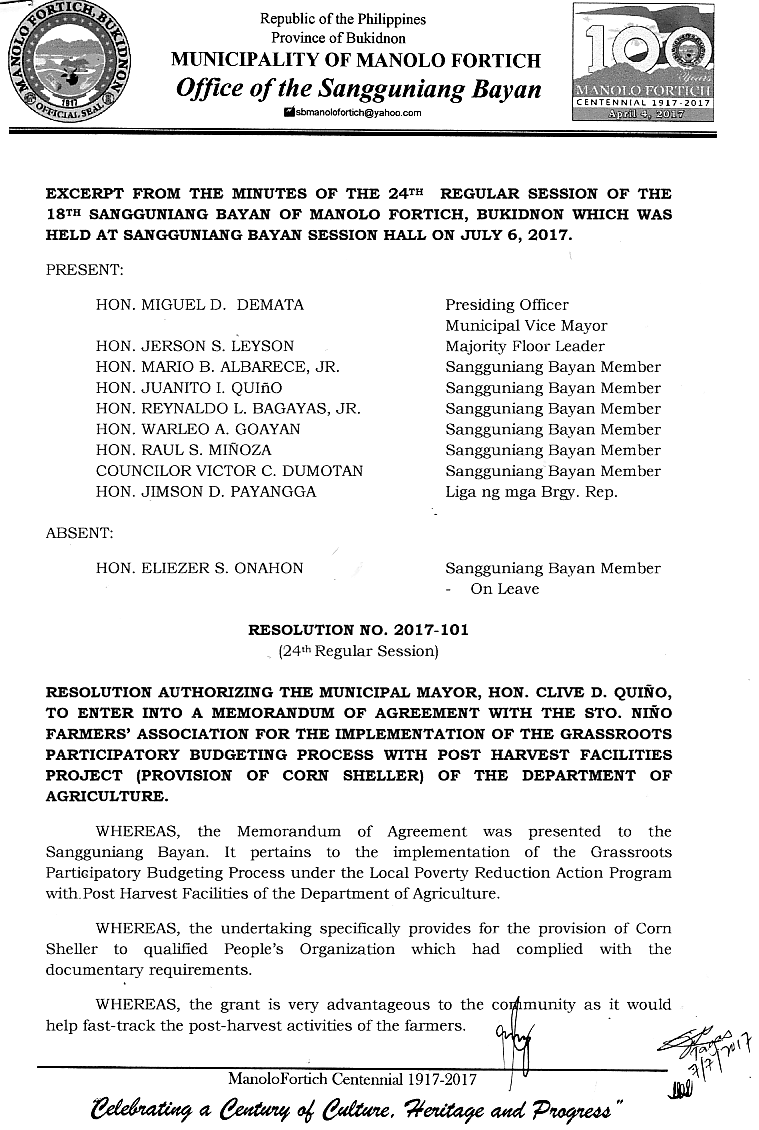 MANOLO FORTICH, BUKIDNON
1917
OFFICIAL SEAL
Republic of the Philippines
Province of Bukidnon
MUNICIPALITY OF MANOLO FORTICH
Office of the Sangguniang Bayan
sbmanolofortich@yahoo.com
100
Years
MANOLO FORTICH
CENTENNIAL 1917-2017
April 4, 2017
EXCERPT FROM THE MINUTES OF THE 24TH REGULAR SESSION OF THE
18TH SANGGUNIANG BAYAN OF MANOLO FORTICH, BUKIDNON WHICH WAS
HELD AT SANGGUNIANG BAYAN SESSION HALL ON JULY 6, 2017.
PRESENT:
HON. MIGUEL D. DEMATA Presiding Officer
Municipal Vice Mayor
HON. JERSON S. LEYSON Majority Floor Leader
HON. MARIO B. ALBARECE, JR. Sangguniang Bayan Member
HON. JUANITO I. QUIñO Sangguniang Bayan Member
HON. REYNALDO L. BAGAYAS, JR. Sangguniang Bayan Member
HON. WARLEO A. GOAYAN Sangguniang Bayan Member
HON. RAUL S. MIÑOZA Sangguniang Bayan Member
COUNCILOR VICTOR C. DUMOTAN Sangguniang Bayan Member
HON. JIMSON D. PAYANGGA Liga ng mga Brgy. Rep.
ABSENT:
HON. ELIEZER S. ONAHON Sangguniang Bayan Member
- On Leave
RESOLUTION NO. 2017-101
(24th Regular Session)
RESOLUTION AUTHORIZING THE MUNICIPAL MAYOR, HON. CLIVE D. QUIÑO,
TO ENTER INTO A MEMORANDUM OF AGREEMENT WITH THE STO. NIÑO
FARMERS' ASSOCIATION FOR THE IMPLEMENTATION OF THE GRASSROOTS
PARTICIPATORY BUDGETING PROCESS WITH POST HARVEST FACILITIES
PROJECT (PROVISION OF CORN SHELLER) OF THE DEPARTMENT OF
AGRICULTURE.
WHEREAS, the Memorandum of Agreement was presented to the
Sangguniang Bayan. It pertains to the implementation of the Grassroots
Participatory Budgeting Process under the Local Poverty Reduction Action Program
with Post Harvest Facilities of the Department of Agriculture.
WHEREAS, the undertaking specifically provides for the provision of Corn
Sheller to qualified People's Organization which had complied with the
documentary requirements.
WHEREAS, the grant is very advantageous to the community as it would
help fast-track the post-harvest activities of the farmers.
7/7/2017
ManoloFortich Centennial 1917-2017
"Celebrating a Century of Culture, Heritage and Progress"